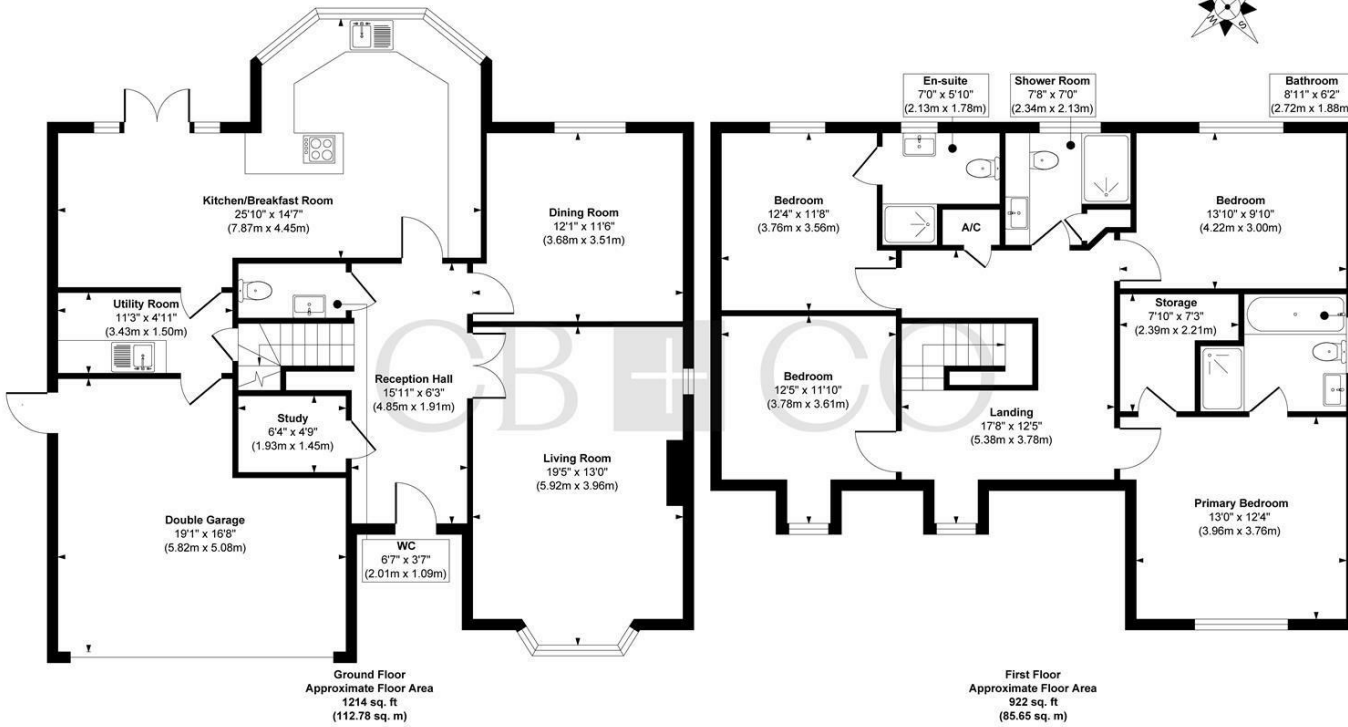 En-suite
7'0" x 5'10"
(2.13m x 1.78m)
Shower Room
7'8" x 7'0"
(2.34m x 2.13m)
Bathroom
8'11" x 6'2"
(2.72m x 1.88m
W
S
Kitchen/Breakfast Room
25'10" x 14'7"
(7.87m x 4.45m)
Dining Room
12'1" x 11'6"
(3.68m x 3.51m)
Utility Room
11'3" x 4'11"
(3.43m x 1.50m)
Reception Hall
15'11" x 6'3"
(4.85m x 1.91m)
Study
6'4" x 4'9"
(1.93m x 1.45m)
Living Room
19'5" x 13'0"
(5.92m x 3.96m)
Double Garage
19'1" x 16'8"
(5.82m x 5.08m)
WC
6'7" x 3'7"
(2.01m x 1.09m)
Ground Floor
Approximate Floor Area
1214 sq. ft
(112.78 sq. m)
CB + CO
Bedroom
12'4" x 11'8"
(3.76m x 3.56m)
A/C
Bedroom
13'10" x 9'10"
(4.22m x 3.00m)
Storage
7'10" x 7'3"
(2.39m x 2.21m)
Bedroom
12'5" x 11'10"
(3.78m x 3.61m)
Landing
17'8" x 12'5"
(5.38m x 3.78m)
Primary Bedroom
13'0" x 12'4"
(3.96m x 3.76m)
First Floor
Approximate Floor Area
922 sq. ft
(85.65 sq. m)